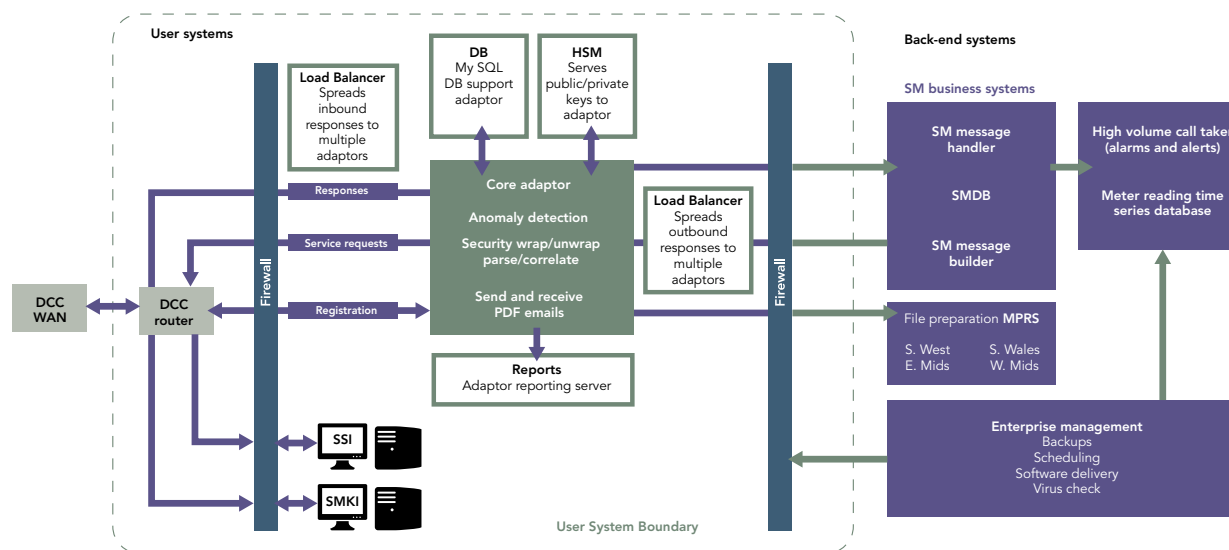 User systems
Load Balancer
Spreads
inbound
responses to
multiple
adaptors
DB
My SQL
DB support
adaptor
HSM
Serves
public/private
keys to
adaptor
Back-end systems
SM business systems
SM message
handler
SMDB
SM message
builder
High volume call taker
(alarms and alerts)
Meter reading time
series database
Core adaptor
Anomaly detection
Security wrap/unwrap
parse/correlate
Send and receive
PDF emails
Load Balancer
Spreads
outbound
responses to
multiple
adaptors
Responses
Service requests
Registration
Firewall
Firewall
DCC
WAN
DCC
router
Reports
Adaptor reporting server
File preparation MPRS
S. West S. Wales
E. Mids W. Mids
Enterprise management
Backups
Scheduling
Software delivery
Virus check
SSI
SMKI
User System Boundary